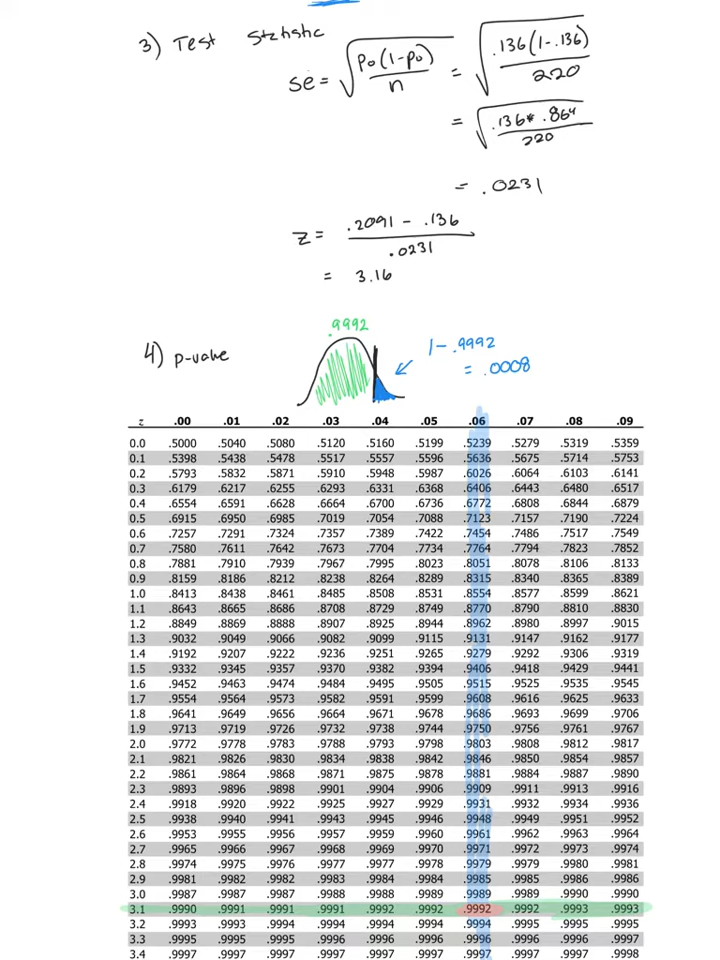 3) Test Statistic
se = √(p₀(1-p₀)/n) = √(.136(1-.136)/220)
= √(.136* .864/220)
= .0231
z = (.2091 - .136)/.0231
= 3.16
.9992
4) p-value
1 - .9992
= .0008
z .00 .01 .02 .03 .04 .05 .06 .07 .08 .09
0.0 .5000 .5040 .5080 .5120 .5160 .5199 .5239 .5279 .5319 .5359
0.1 .5398 .5438 .5478 .5517 .5557 .5596 .5636 .5675 .5714 .5753
0.2 .5793 .5832 .5871 .5910 .5948 .5987 .6026 .6064 .6103 .6141
0.3 .6179 .6217 .6255 .6293 .6331 .6368 .6406 .6443 .6480 .6517
0.4 .6554 .6591 .6628 .6664 .6700 .6736 .6772 .6808 .6844 .6879
0.5 .6915 .6950 .6985 .7019 .7054 .7088 .7123 .7157 .7190 .7224
0.6 .7257 .7291 .7324 .7357 .7389 .7422 .7454 .7486 .7517 .7549
0.7 .7580 .7611 .7642 .7673 .7704 .7734 .7764 .7794 .7823 .7852
0.8 .7881 .7910 .7939 .7967 .7995 .8023 .8051 .8078 .8106 .8133
0.9 .8159 .8186 .8212 .8238 .8264 .8289 .8315 .8340 .8365 .8389
1.0 .8413 .8438 .8461 .8485 .8508 .8531 .8554 .8577 .8599 .8621
1.1 .8643 .8665 .8686 .8708 .8729 .8749 .8770 .8790 .8810 .8830
1.2 .8849 .8869 .8888 .8907 .8925 .8944 .8962 .8980 .8997 .9015
1.3 .9032 .9049 .9066 .9082 .9099 .9115 .9131 .9147 .9162 .9177
1.4 .9192 .9207 .9222 .9236 .9251 .9265 .9279 .9292 .9306 .9319
1.5 .9332 .9345 .9357 .9370 .9382 .9394 .9406 .9418 .9429 .9441
1.6 .9452 .9463 .9474 .9484 .9495 .9505 .9515 .9525 .9535 .9545
1.7 .9554 .9564 .9573 .9582 .9591 .9599 .9608 .9616 .9625 .9633
1.8 .9641 .9649 .9656 .9664 .9671 .9678 .9686 .9693 .9699 .9706
1.9 .9713 .9719 .9726 .9732 .9738 .9744 .9750 .9756 .9761 .9767
2.0 .9772 .9778 .9783 .9788 .9793 .9798 .9803 .9808 .9812 .9817
2.1 .9821 .9826 .9830 .9834 .9838 .9842 .9846 .9850 .9854 .9857
2.2 .9861 .9864 .9868 .9871 .9875 .9878 .9881 .9884 .9887 .9890
2.3 .9893 .9896 .9898 .9901 .9904 .9906 .9909 .9911 .9913 .9916
2.4 .9918 .9920 .9922 .9925 .9927 .9929 .9931 .9932 .9934 .9936
2.5 .9938 .9940 .9941 .9943 .9945 .9946 .9948 .9949 .9951 .9952
2.6 .9953 .9955 .9956 .9957 .9959 .9960 .9961 .9962 .9963 .9964
2.7 .9965 .9966 .9967 .9968 .9969 .9970 .9971 .9972 .9973 .9974
2.8 .9974 .9975 .9976 .9977 .9977 .9978 .9979 .9979 .9980 .9981
2.9 .9981 .9982 .9982 .9983 .9984 .9984 .9985 .9985 .9986 .9986
3.0 .9987 .9987 .9987 .9988 .9988 .9989 .9989 .9989 .9990 .9990
3.1 .9990 .9991 .9991 .9991 .9992 .9992 .9992 .9992 .9993 .9993
3.2 .9993 .9993 .9994 .9994 .9994 .9994 .9994 .9995 .9995 .9995
3.3 .9995 .9995 .9995 .9996 .9996 .9996 .9996 .9996 .9996 .9997
3.4 .9997 .9997 .9997 .9997 .9997 .9997 .9997 .9997 .9997 .9998